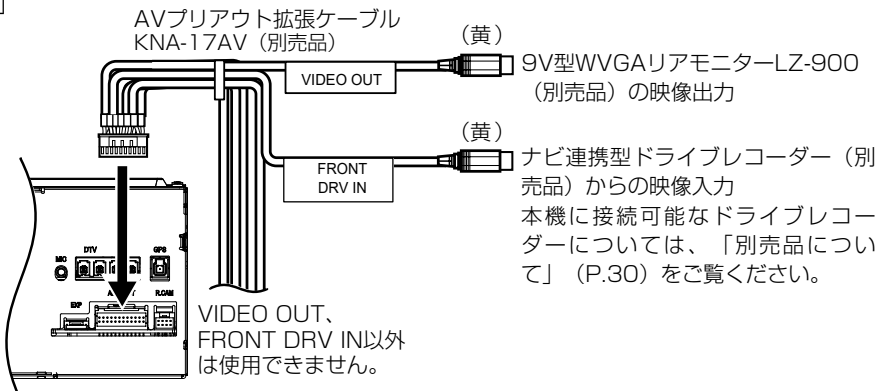 AVプリアウト拡張ケーブル
KNA-17AV（別売品）
（黄）
VIDEO OUT
9V型WVGAリアモニターLZ-900
（別売品）の映像出力
（黄）
FRONT
DRV IN
ナビ連携型ドライブレコーダー（別
売品）からの映像入力
本機に接続可能なドライブレコー
ダーについては、「別売品につい
て」（P.30）をご覧ください。
MIC
DTV
GPS
EXP
R.CAM
VIDEO OUT、
FRONT DRV IN以外
は使用できません。